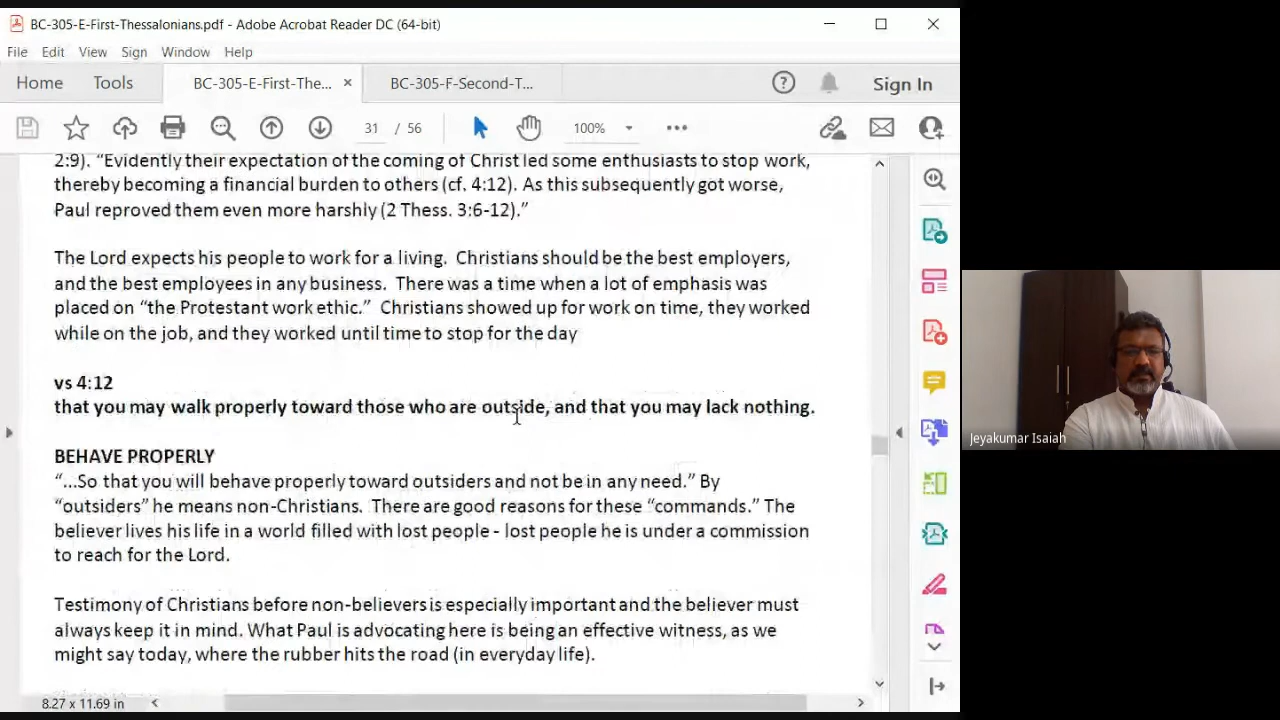 BC-305-E-First-Thessalonians.pdf - Adobe Acrobat Reader DC (64-bit)
File Edit View Sign Window Help
Home Tools BC-305-E-First-The... × BC-305-F-Second-T... Sign In
31 / 56 100%
2:9). “Evidently their expectation of the coming of Christ led some enthusiasts to stop work,
thereby becoming a financial burden to others (cf. 4:12). As this subsequently got worse,
Paul reproved them even more harshly (2 Thess. 3:6-12).”
The Lord expects his people to work for a living. Christians should be the best employers,
and the best employees in any business. There was a time when a lot of emphasis was
placed on “the Protestant work ethic.” Christians showed up for work on time, they worked
while on the job, and they worked until time to stop for the day
vs 4:12
that you may walk properly toward those who are outside, and that you may lack nothing.
BEHAVE PROPERLY
“...So that you will behave properly toward outsiders and not be in any need.” By
“outsiders” he means non-Christians. There are good reasons for these “commands.” The
believer lives his life in a world filled with lost people - lost people he is under a commission
to reach for the Lord.
Testimony of Christians before non-believers is especially important and the believer must
always keep it in mind. What Paul is advocating here is being an effective witness, as we
might say today, where the rubber hits the road (in everyday life).
8.27 x 11.69 in
Jeyakumar Isaiah